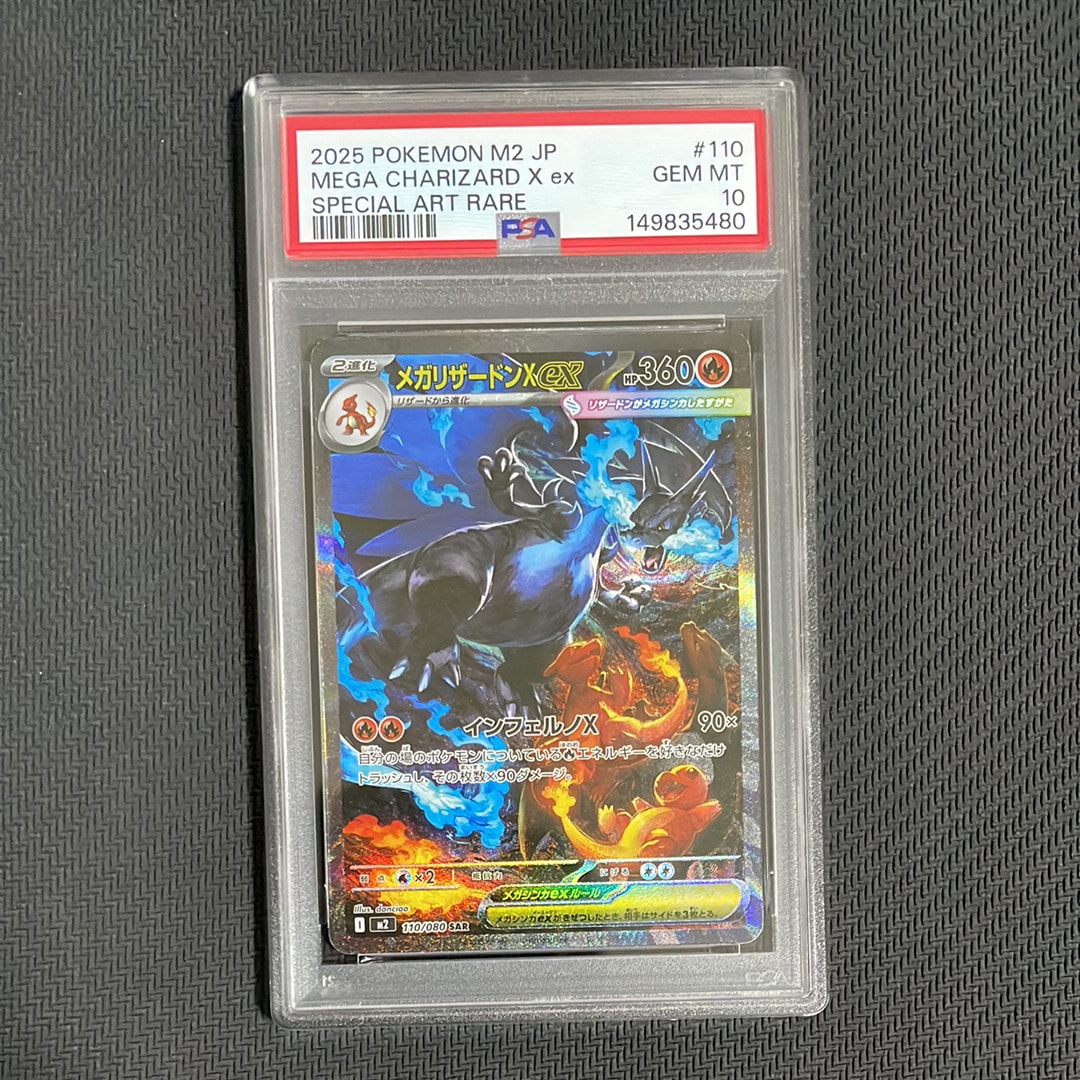 2025 POKEMON M2 JP #110
MEGA CHARIZARD X ex GEM MT
SPECIAL ART RARE 10
PSA 149835480
2進化 メガリザードンXex HP360
リザードから進化 リザードンがメガシンカしたすがた
インフェルノX 90×
自分の場のポケモンについている エネルギーを好きなだけ
トラッシュし、その枚数×90ダメージ。
弱点 ×2 抵抗力 にげる
メガシンカexルール
メガシンカexがきぜつしたとき、相手はサイドを3枚とる。
illus. danciao
I m2 110/080 SAR